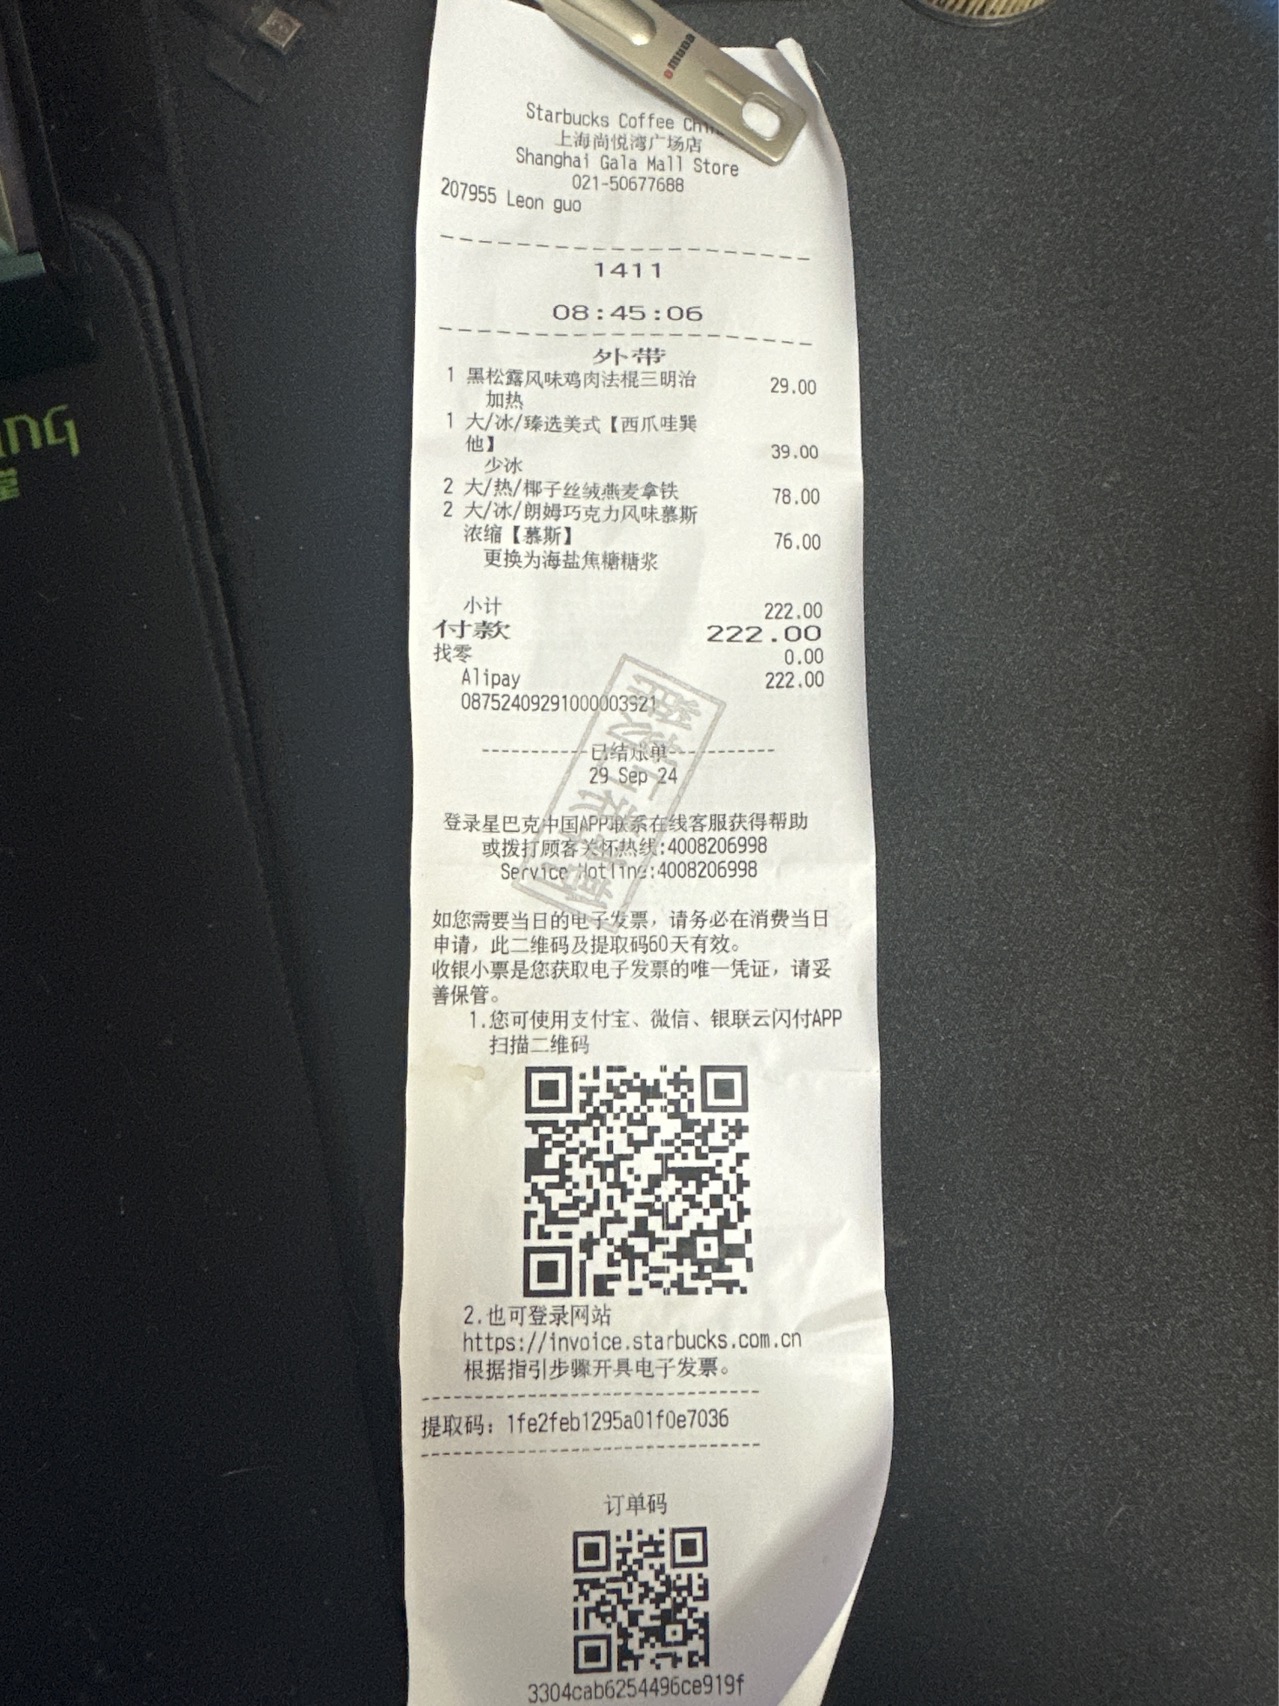 omuda
Starbucks Coffee
上海尚悦湾广场店
Shanghai Gala Mall Store
021-50677688
207955 Leon guo
1411
08:45:06
外带
1 黑松露风味鸡肉法棍三明治 29.00
加热
1 大/冰/臻选美式【西爪哇巽
他】 39.00
少冰
2 大/热/椰子丝绒燕麦拿铁 78.00
2 大/冰/朗姆巧克力风味慕斯
浓缩【慕斯】 76.00
更换为海盐焦糖糖浆
小计 222.00
付款 222.00
找零 0.00
Alipay 222.00
08752409291000003921
-----------已结账单-----------
29 Sep 24
登录星巴克中国APP联系在线客服获得帮助
或拨打顾客关怀热线:4008206998
Service Hotline:4008206998
如您需要当日的电子发票，请务必在消费当日
申请，此二维码及提取码60天有效。
收银小票是您获取电子发票的唯一凭证，请妥
善保管。
1.您可使用支付宝、微信、银联云闪付APP
扫描二维码
2.也可登录网站
https://invoice.starbucks.com.cn
根据指引步骤开具电子发票。
提取码：1fe2feb1295a01f0e7036
订单码
3304cab6254496ce919f